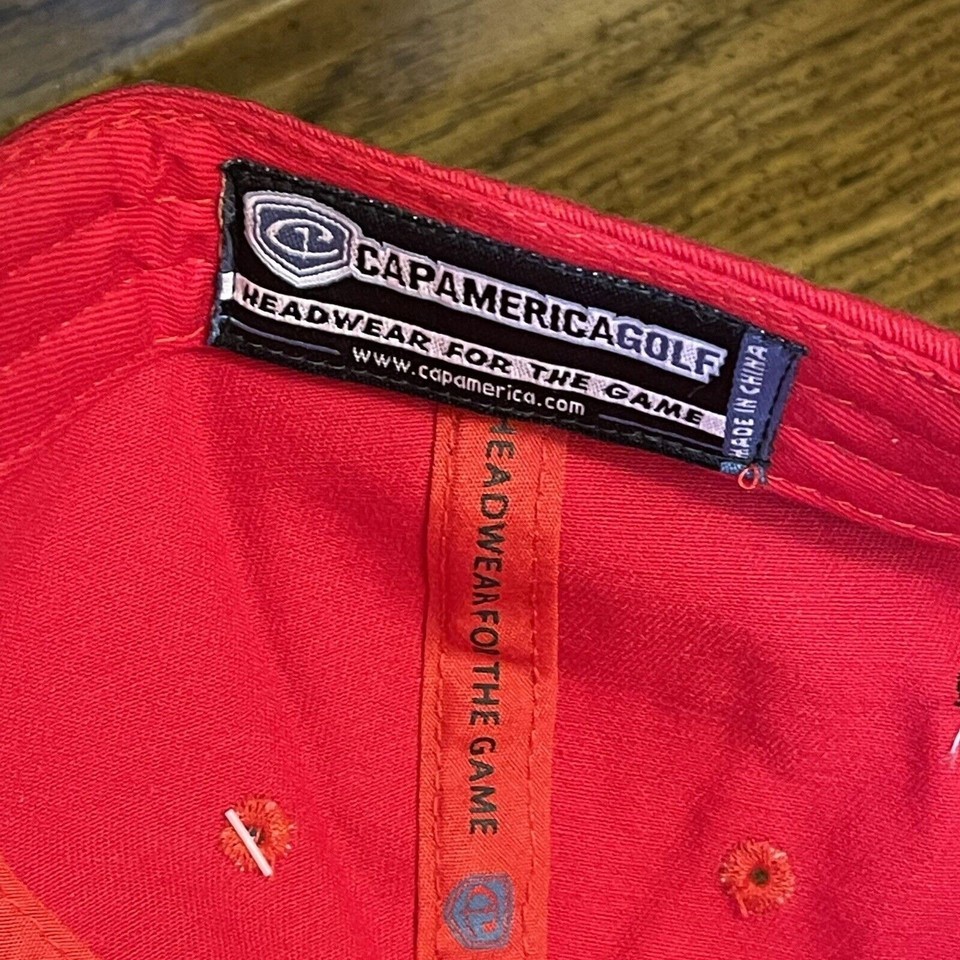 CAPAMERICAGOLF
HEADWEAR FOR THE GAME
www.capamerica.com
MADE IN CHINA
HEADWEAR FOR THE GAME